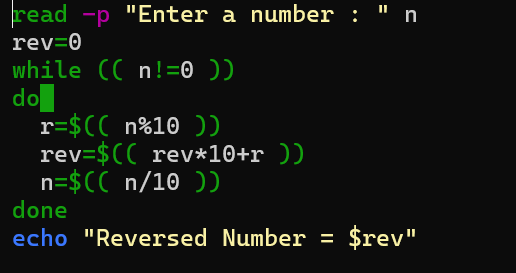 read -p "Enter a number : " n
rev=0
while (( n!=0 ))
do
  r=$(( n%10 ))
  rev=$(( rev*10+r ))
  n=$(( n/10 ))
done
echo "Reversed Number = $rev"